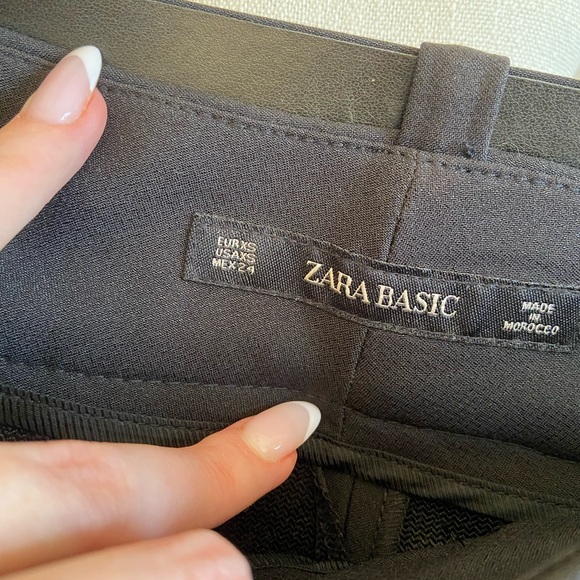 EUR XS
USA XS
MEX 24
ZARA BASIC
MADE
IN
MOROCCO